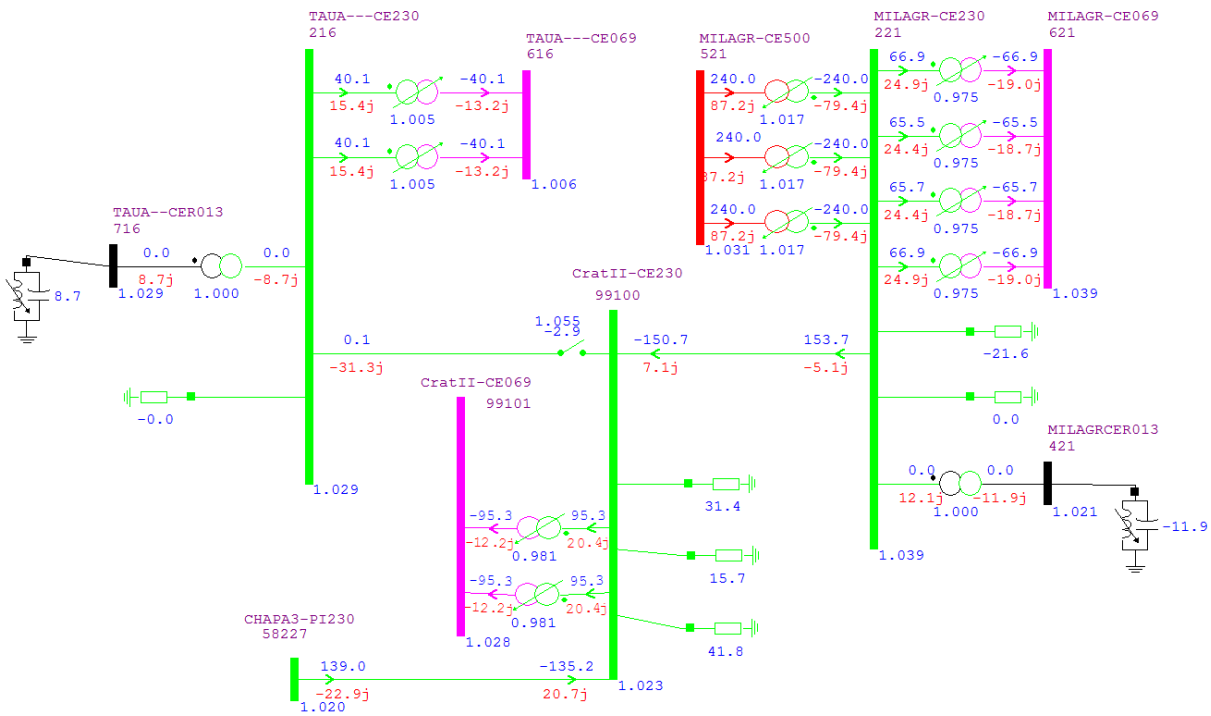 TAUA---CE230
216
TAUA---CE069
616
MILAGR-CE500
521
MILAGR-CE230
221
MILAGR-CE069
621
40.1
-40.1
15.4j
-13.2j
1.005
40.1
-40.1
15.4j
-13.2j
1.005
1.006
240.0
-240.0
87.2j
-79.4j
1.017
240.0
-240.0
37.2j
-79.4j
1.017
240.0
-240.0
87.2j
-79.4j
1.031
1.017
66.9
-66.9
24.9j
-19.0j
0.975
65.5
-65.5
24.4j
-18.7j
0.975
65.7
-65.7
24.4j
-18.7j
0.975
66.9
-66.9
24.9j
-19.0j
0.975
1.039
TAUA--CER013
716
0.0
0.0
8.7j
-8.7j
1.029
1.000
8.7
CratII-CE230
99100
1.055
-2.9
0.1
-31.3j
-150.7
153.7
7.1j
-5.1j
-21.6
0.0
-0.0
1.029
CratII-CE069
99101
MILAGRCER013
421
0.0
0.0
12.1j
-11.9j
1.000
1.021
-11.9
1.039
31.4
15.7
41.8
-95.3
95.3
-12.2j
20.4j
0.981
-95.3
95.3
-12.2j
20.4j
0.981
1.028
CHAPA3-PI230
58227
139.0
-135.2
-22.9j
20.7j
1.020
1.023